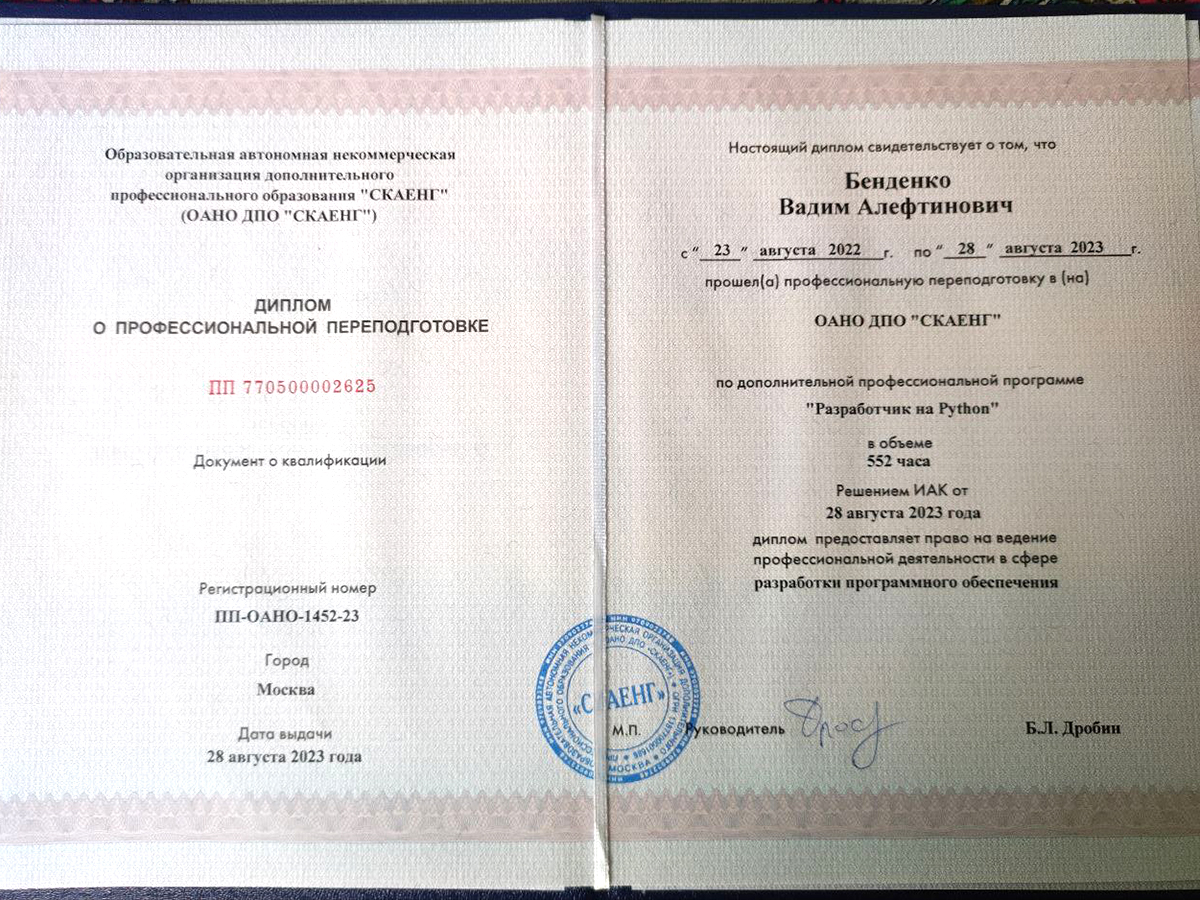 Образовательная автономная некоммерческая
организация дополнительного
профессионального образования "СКАЕНГ"
(ОАНО ДПО "СКАЕНГ")
ДИПЛОМ
О ПРОФЕССИОНАЛЬНОЙ ПЕРЕПОДГОТОВКЕ
ПП 770500002625
Документ о квалификации
Регистрационный номер
ПП-ОАНО-1452-23
Город
Москва
Дата выдачи
28 августа 2023 года
Настоящий диплом свидетельствует о том, что
Бенденко
Вадим Алефтинович
с " 23 " августа 2022 г. по " 28 " августа 2023 г.
прошел(а) профессиональную переподготовку в (на)
ОАНО ДПО "СКАЕНГ"
по дополнительной профессиональной программе
"Разработчик на Python"
в объеме
552 часа
Решением ИАК от
28 августа 2023 года
диплом предоставляет право на ведение
профессиональной деятельности в сфере
разработки программного обеспечения
«СКАЕНГ»
МОСКВА
М.П.
Руководитель
Б.Л. Дробин